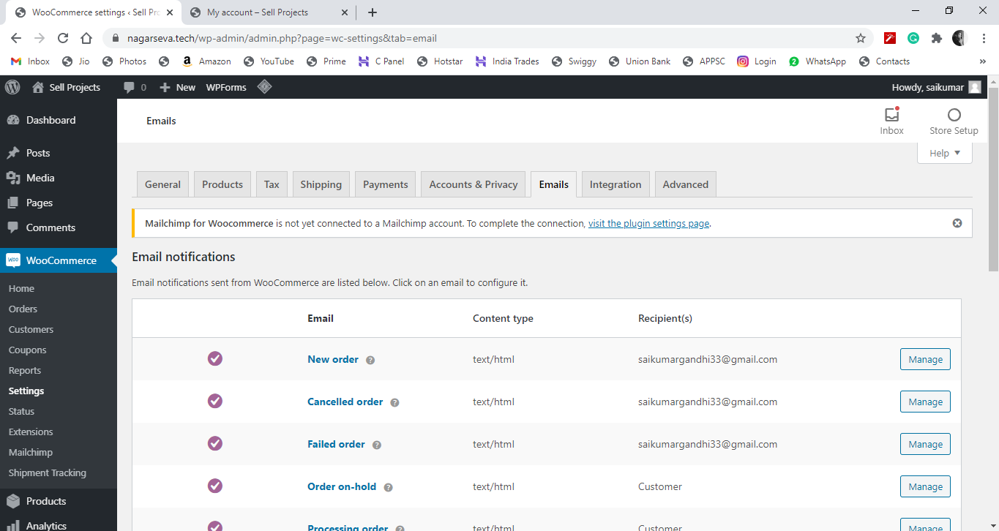 WooCommerce settings ‹ Sell Pro
My account – Sell Projects
nagarseva.tech/wp-admin/admin.php?page=wc-settings&tab=email
Inbox Jio Photos Amazon YouTube Prime C Panel Hotstar India Trades Swiggy Union Bank APPSC Login WhatsApp Contacts »
Sell Projects 0 New WPForms Howdy, saikumar
Dashboard
Posts
Media
Pages
Comments
WooCommerce
Home
Orders
Customers
Coupons
Reports
Settings
Status
Extensions
Mailchimp
Shipment Tracking
Products
Analytics
Emails
Inbox
Store Setup
Help
General Products Tax Shipping Payments Accounts & Privacy Emails Integration Advanced
Mailchimp for Woocommerce is not yet connected to a Mailchimp account. To complete the connection, visit the plugin settings page.
Email notifications
Email notifications sent from WooCommerce are listed below. Click on an email to configure it.
Email Content type Recipient(s)
New order ? text/html saikumargandhi33@gmail.com Manage
Cancelled order ? text/html saikumargandhi33@gmail.com Manage
Failed order ? text/html saikumargandhi33@gmail.com Manage
Order on-hold ? text/html Customer Manage
Processing order ? text/html Customer Manage